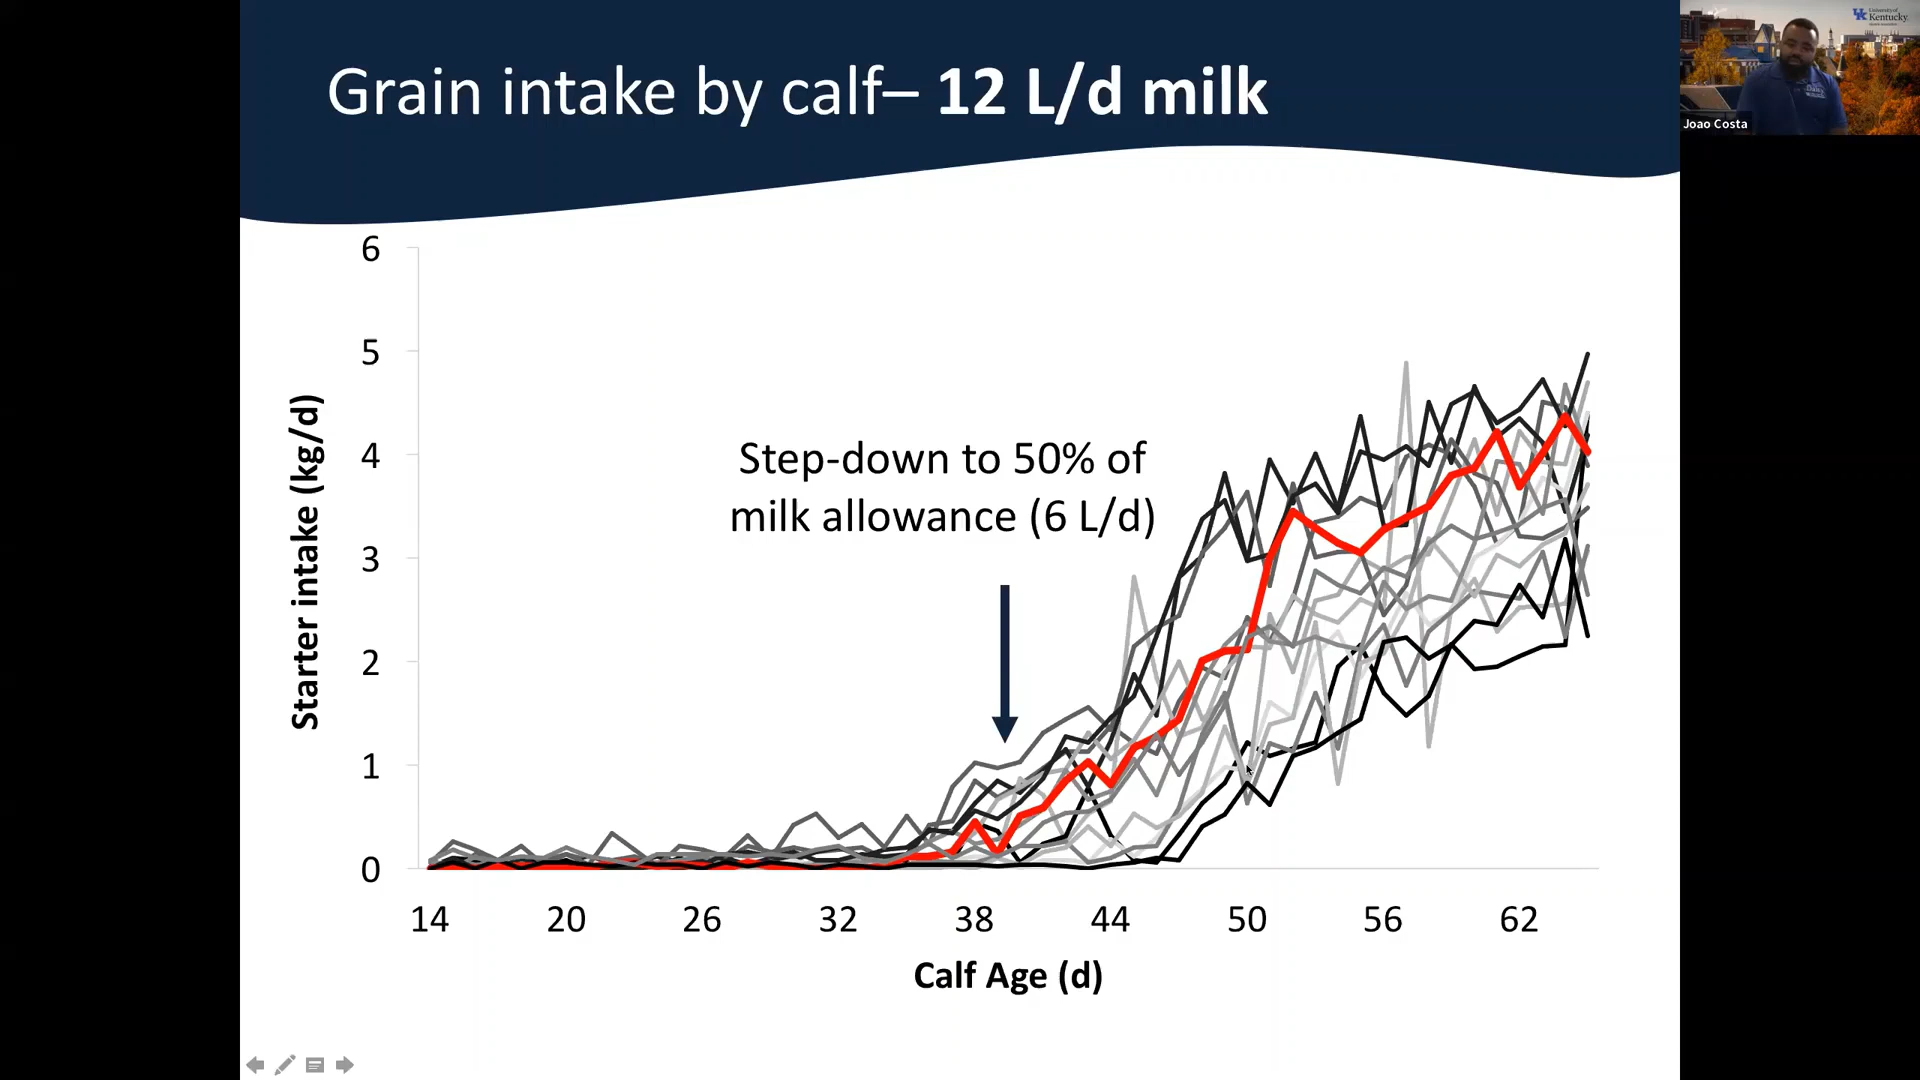 Grain intake by calf– 12 L/d milk
University of
Kentucky
Joao Costa
6
5
4
3
2
1
0
Starter intake (kg/d)
Step-down to 50% of
milk allowance (6 L/d)
14 20 26 32 38 44 50 56 62
Calf Age (d)